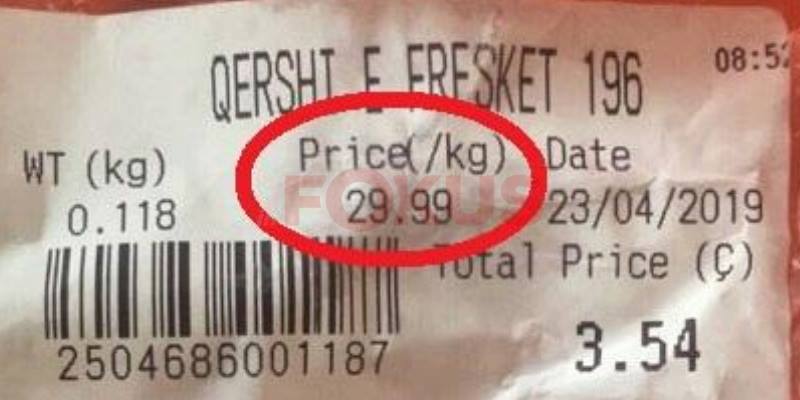 08:52
QERSHI E FRESKET 196
WT (kg) Price(/kg) Date
0.118 29.99 23/04/2019
FOKUS
Total Price (Ç)
2504686001187 3.54